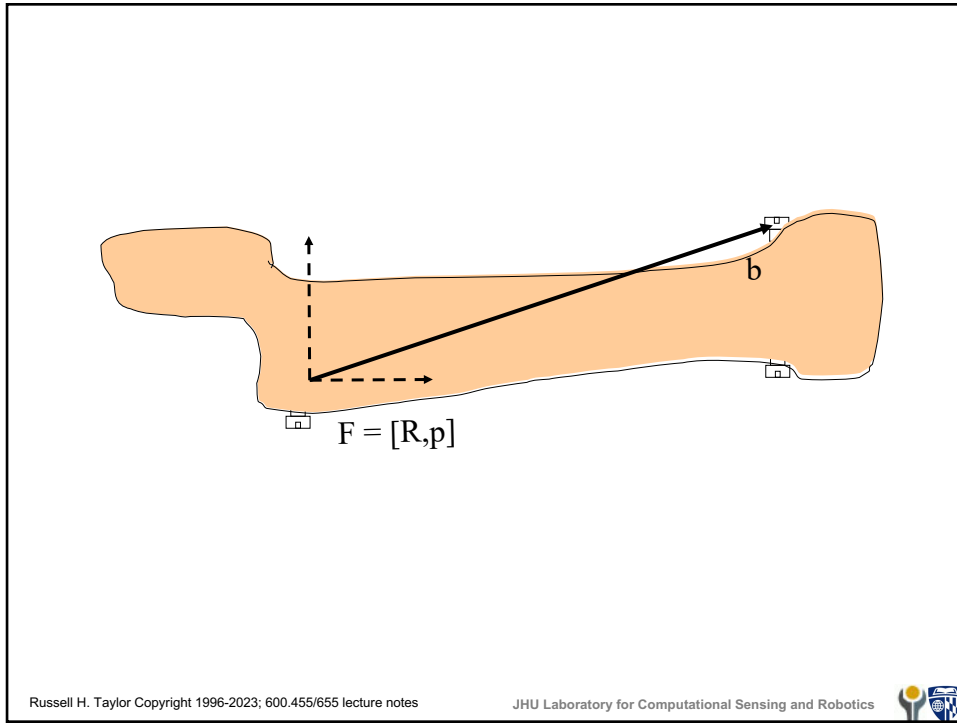 b
F = [R,p]
Russell H. Taylor Copyright 1996-2023; 600.455/655 lecture notes
JHU Laboratory for Computational Sensing and Robotics